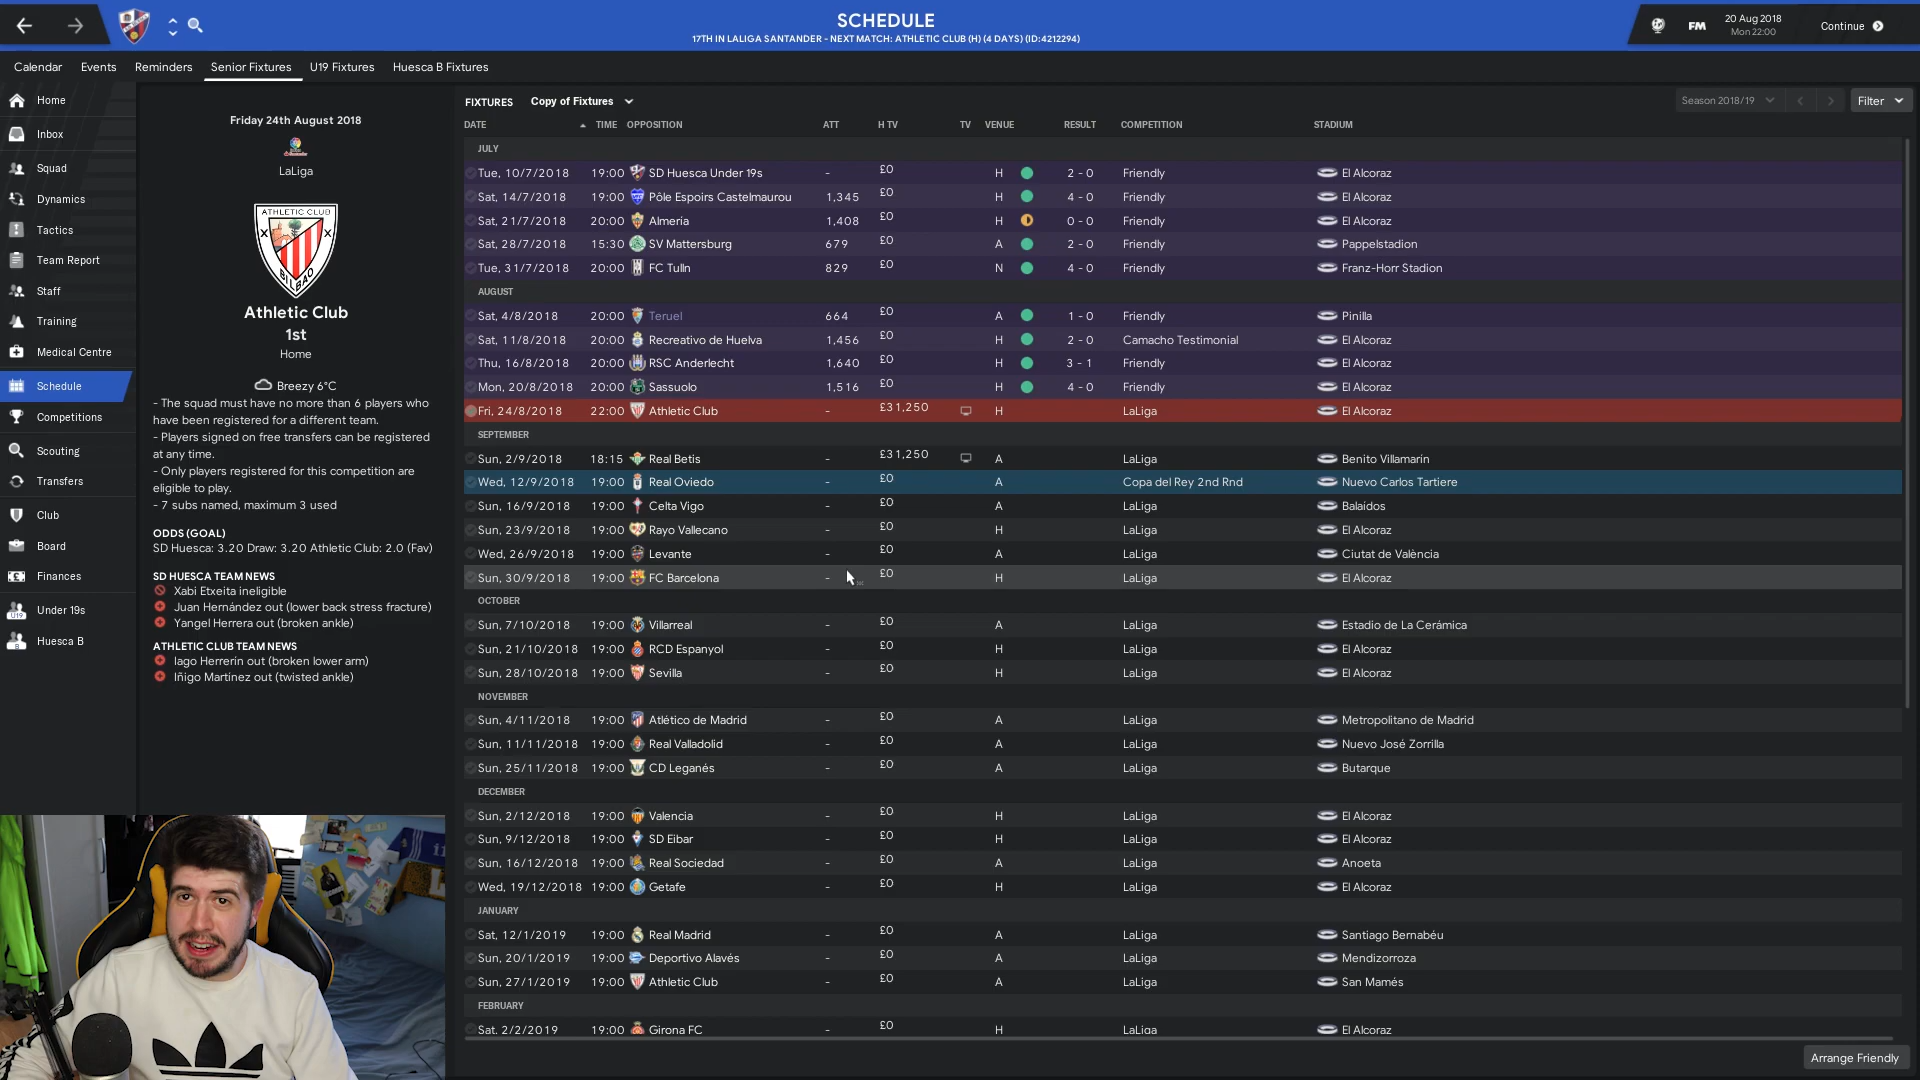 SCHEDULE
17TH IN LALIGA SANTANDER - NEXT MATCH: ATHLETIC CLUB (H) (4 DAYS) (ID:4212294)
FM
20 Aug 2018
Mon 22:00
Continue
Calendar Events Reminders Senior Fixtures U19 Fixtures Huesca B Fixtures
Home
Inbox
Squad
Dynamics
Tactics
Team Report
Staff
Training
Medical Centre
Schedule
Competitions
Scouting
Transfers
Club
Board
Finances
Under 19s
Huesca B
Friday 24th August 2018
LaLiga
ATHLETIC CLUB
BILBAO
Athletic Club
1st
Home
Breezy 6°C
- The squad must have no more than 6 players who
have been registered for a different team.
- Players signed on free transfers can be registered
at any time.
- Only players registered for this competition are
eligible to play.
- 7 subs named, maximum 3 used
ODDS (GOAL)
SD Huesca: 3.20 Draw: 3.20 Athletic Club: 2.0 (Fav)
SD HUESCA TEAM NEWS
Xabi Etxeita ineligible
Juan Hernández out (lower back stress fracture)
Yangel Herrera out (broken ankle)
ATHLETIC CLUB TEAM NEWS
Iago Herrerín out (broken lower arm)
Iñigo Martínez out (twisted ankle)
FIXTURES Copy of Fixtures
Season 2018/19
Filter
DATE TIME OPPOSITION ATT H TV TV VENUE RESULT COMPETITION STADIUM
JULY
Tue, 10/7/2018 19:00 SD Huesca Under 19s - £0 H 2 - 0 Friendly El Alcoraz
Sat, 14/7/2018 19:00 Pôle Espoirs Castelmaurou 1,345 £0 H 4 - 0 Friendly El Alcoraz
Sat, 21/7/2018 20:00 Almería 1,408 £0 H 0 - 0 Friendly El Alcoraz
Sat, 28/7/2018 15:30 SV Mattersburg 679 £0 A 2 - 0 Friendly Pappelstadion
Tue, 31/7/2018 20:00 FC Tulln 829 £0 N 4 - 0 Friendly Franz-Horr Stadion
AUGUST
Sat, 4/8/2018 20:00 Teruel 664 £0 A 1 - 0 Friendly Pinilla
Sat, 11/8/2018 20:00 Recreativo de Huelva 1,456 £0 H 2 - 0 Camacho Testimonial El Alcoraz
Thu, 16/8/2018 20:00 RSC Anderlecht 1,640 £0 H 3 - 1 Friendly El Alcoraz
Mon, 20/8/2018 20:00 Sassuolo 1,516 £0 H 4 - 0 Friendly El Alcoraz
Fri, 24/8/2018 22:00 Athletic Club - £31,250 H LaLiga El Alcoraz
SEPTEMBER
Sun, 2/9/2018 18:15 Real Betis - £31,250 A LaLiga Benito Villamarín
Wed, 12/9/2018 19:00 Real Oviedo - £0 A Copa del Rey 2nd Rnd Nuevo Carlos Tartiere
Sun, 16/9/2018 19:00 Celta Vigo - £0 A LaLiga Balaídos
Sun, 23/9/2018 19:00 Rayo Vallecano - £0 H LaLiga El Alcoraz
Wed, 26/9/2018 19:00 Levante - £0 A LaLiga Ciutat de València
Sun, 30/9/2018 19:00 FC Barcelona - £0 H LaLiga El Alcoraz
OCTOBER
Sun, 7/10/2018 19:00 Villarreal - £0 A LaLiga Estadio de La Cerámica
Sun, 21/10/2018 19:00 RCD Espanyol - £0 H LaLiga El Alcoraz
Sun, 28/10/2018 19:00 Sevilla - £0 H LaLiga El Alcoraz
NOVEMBER
Sun, 4/11/2018 19:00 Atlético de Madrid - £0 A LaLiga Metropolitano de Madrid
Sun, 11/11/2018 19:00 Real Valladolid - £0 A LaLiga Nuevo José Zorrilla
Sun, 25/11/2018 19:00 CD Leganés - £0 A LaLiga Butarque
DECEMBER
Sun, 2/12/2018 19:00 Valencia - £0 H LaLiga El Alcoraz
Sun, 9/12/2018 19:00 SD Eibar - £0 H LaLiga El Alcoraz
Sun, 16/12/2018 19:00 Real Sociedad - £0 A LaLiga Anoeta
Wed, 19/12/2018 19:00 Getafe - £0 H LaLiga El Alcoraz
JANUARY
Sat, 12/1/2019 19:00 Real Madrid - £0 A LaLiga Santiago Bernabéu
Sun, 20/1/2019 19:00 Deportivo Alavés - £0 A LaLiga Mendizorroza
Sun, 27/1/2019 19:00 Athletic Club - £0 A LaLiga San Mamés
FEBRUARY
Sat, 2/2/2019 19:00 Girona FC - £0 H LaLiga El Alcoraz
Arrange Friendly